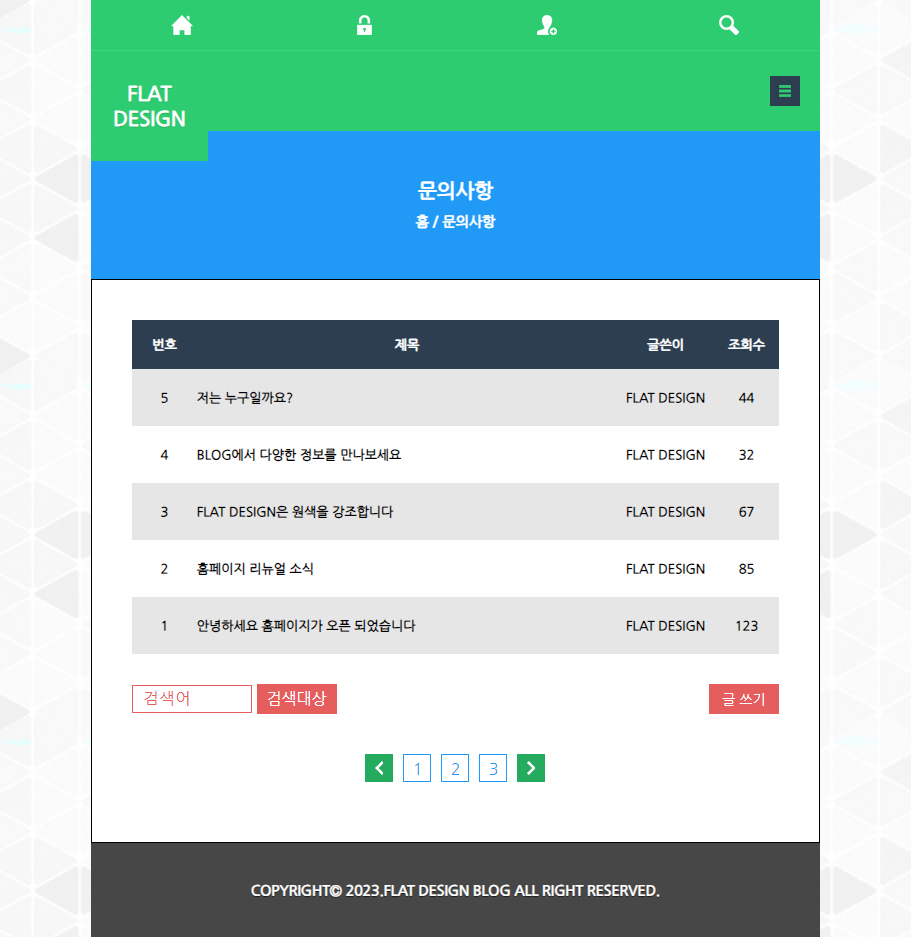 FLAT
DESIGN
문의사항
홈 / 문의사항
번호 제목 글쓴이 조회수
5 저는 누구일까요? FLAT DESIGN 44
4 BLOG에서 다양한 정보를 만나보세요 FLAT DESIGN 32
3 FLAT DESIGN은 원색을 강조합니다 FLAT DESIGN 67
2 홈페이지 리뉴얼 소식 FLAT DESIGN 85
1 안녕하세요 홈페이지가 오픈 되었습니다 FLAT DESIGN 123
검색어 검색대상 글 쓰기
1 2 3
COPYRIGHT© 2023.FLAT DESIGN BLOG ALL RIGHT RESERVED.